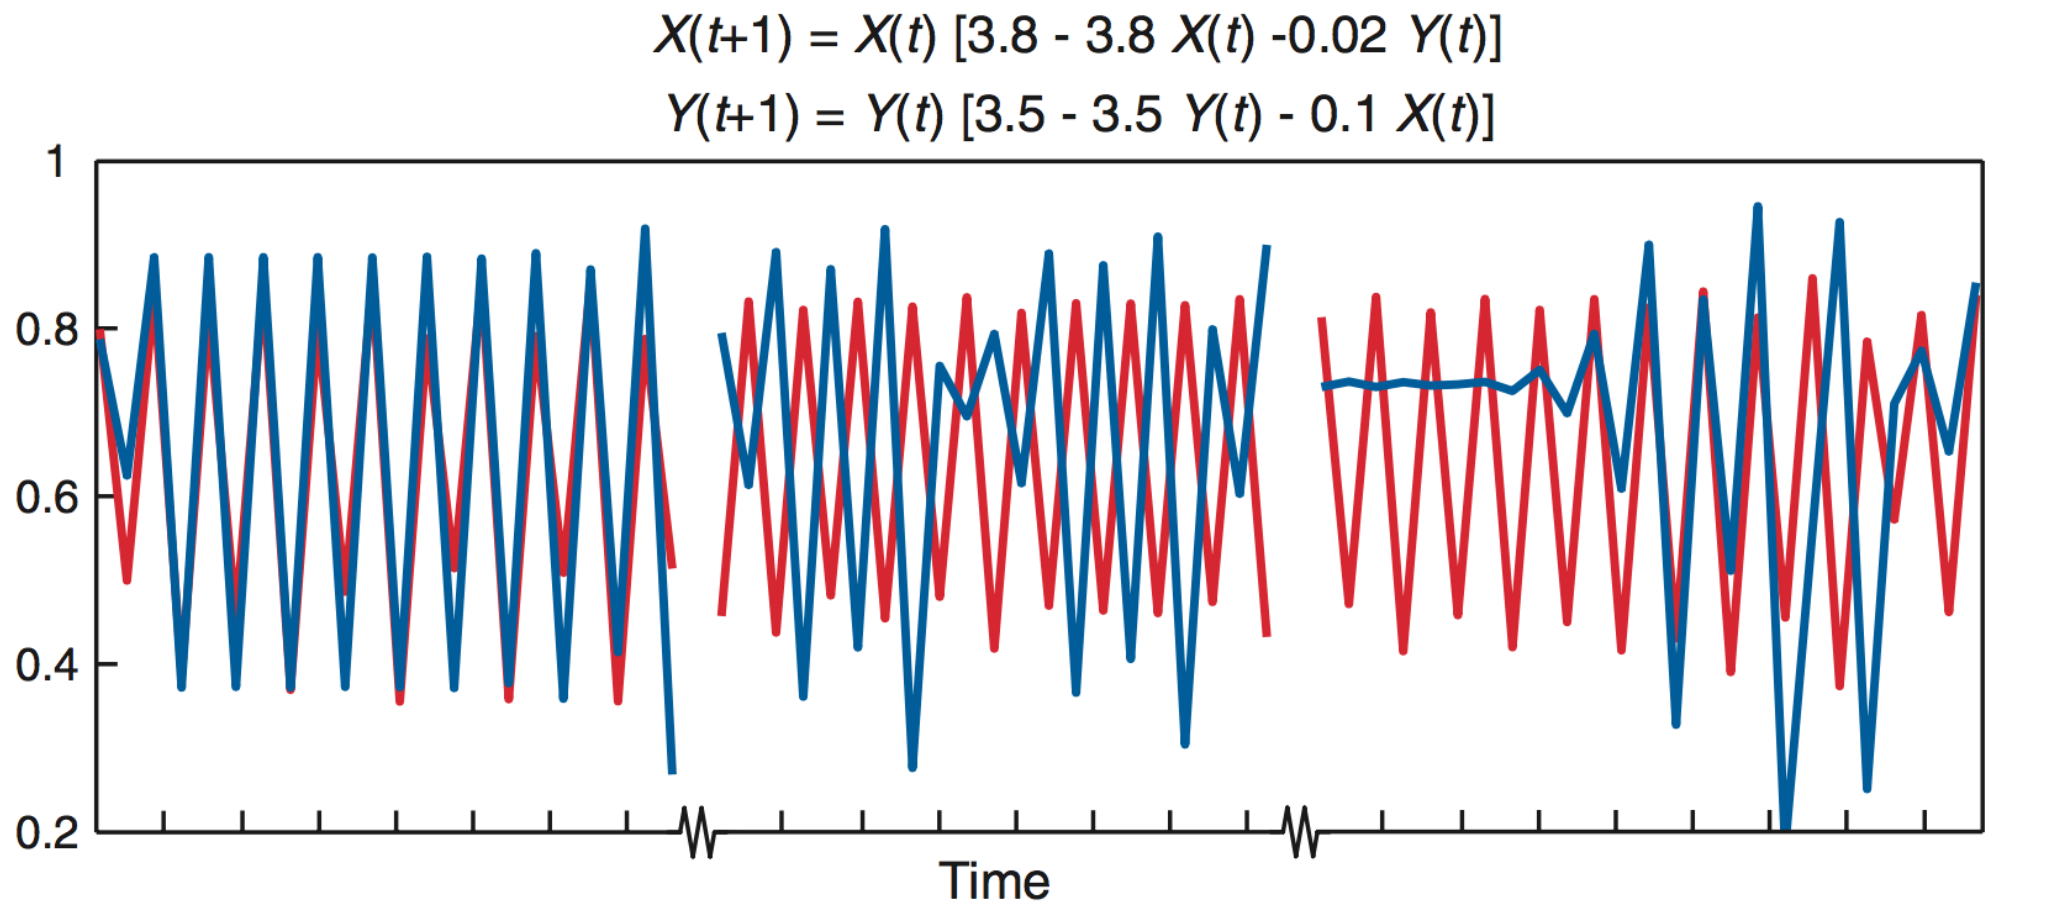 X(t+1) = X(t) [3.8 - 3.8 X(t) -0.02 Y(t)]
Y(t+1) = Y(t) [3.5 - 3.5 Y(t) - 0.1 X(t)]
1
0.8
0.6
0.4
0.2
Time